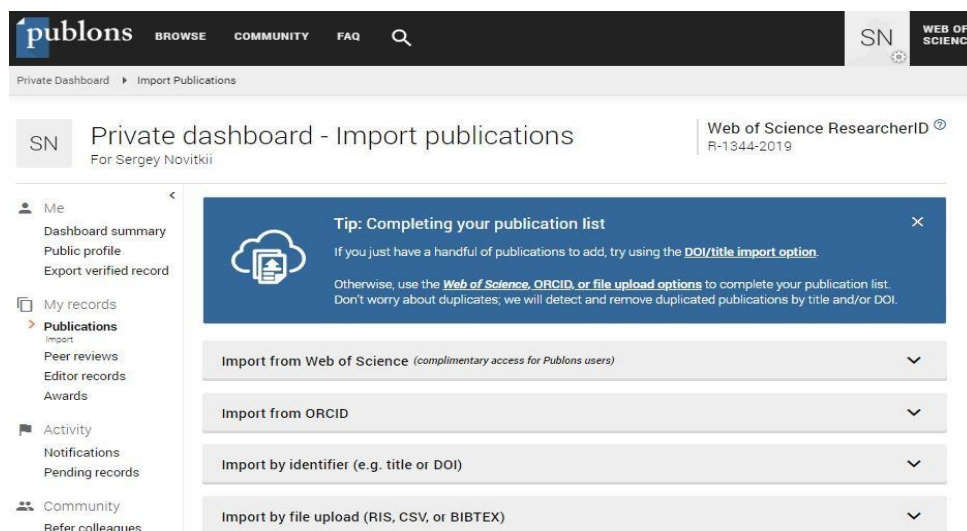 publons BROWSE COMMUNITY FAQ SN WEB OF
SCIENC
Private Dashboard Import Publications
SN
Private dashboard - Import publications
For Sergey Novitkii
Web of Science ResearcherID ?
R-1344-2019
Me
Dashboard summary
Public profile
Export verified record
My records
Publications
Import
Peer reviews
Editor records
Awards
Activity
Notifications
Pending records
Community
Refer colleagues
Tip: Completing your publication list
If you just have a handful of publications to add, try using the DOI/title import option.
Otherwise, use the Web of Science, ORCID, or file upload options to complete your publication list.
Don't worry about duplicates; we will detect and remove duplicated publications by title and/or DOI.
Import from Web of Science (complimentary access for Publons users)
Import from ORCID
Import by identifier (e.g. title or DOI)
Import by file upload (RIS, CSV, or BIBTEX)